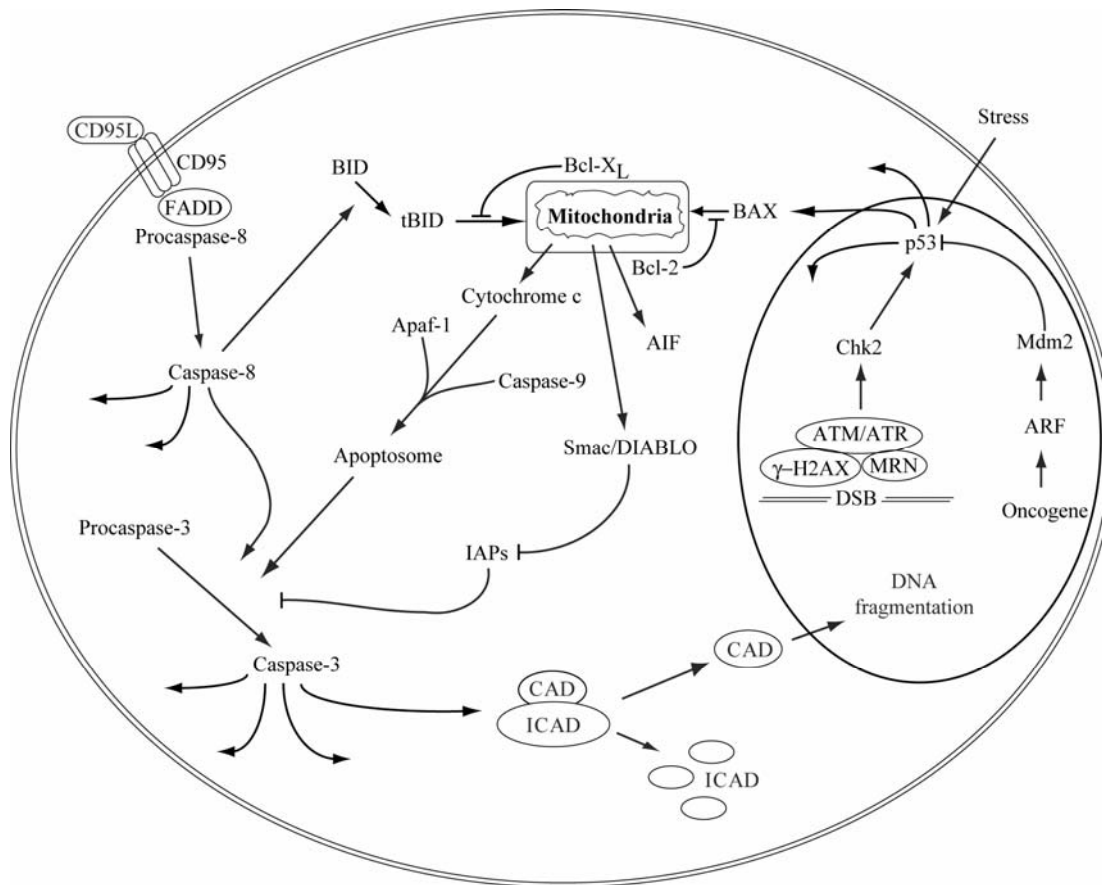 Stress
CD95L
CD95
FADD
Procaspase-8
BID
Bcl-XL
tBID
Mitochondria
BAX
Bcl-2
p53
Cytochrome c
Apaf-1
AIF
Chk2
Mdm2
Caspase-8
Caspase-9
ATM/ATR
ARF
γ-H2AX
MRN
DSB
Apoptosome
Smac/DIABLO
Oncogene
Procaspase-3
IAPs
DNA
fragmentation
Caspase-3
CAD
CAD
ICAD
ICAD